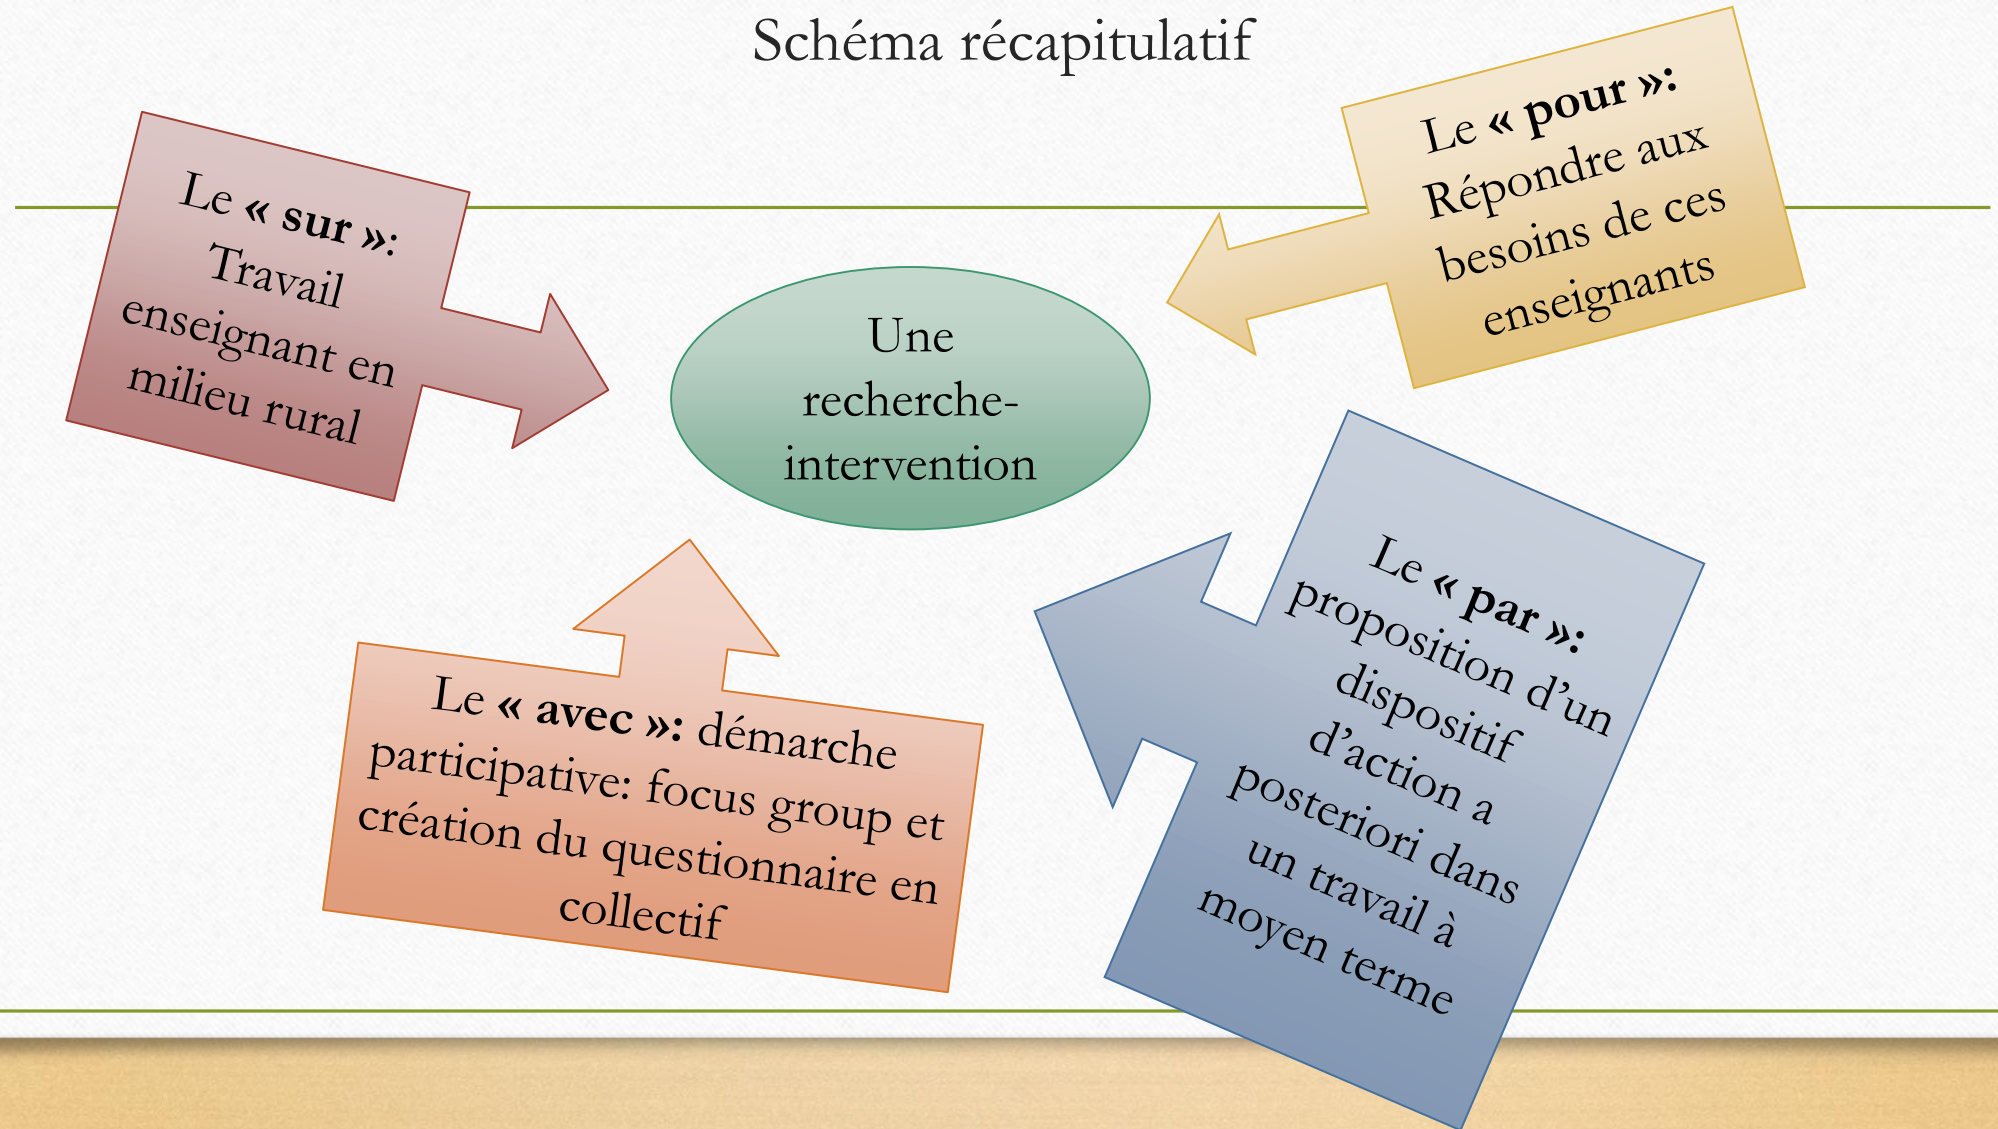 Schéma récapitulatif
Le « sur »:
Travail
enseignant en
milieu rural
Le « pour »:
Répondre aux
besoins de ces
enseignants
Une
recherche-
intervention
Le « avec »: démarche
participative: focus group et
création du questionnaire en
collectif
Le « par »:
proposition d’un
dispositif
d’action a
posteriori dans
un travail à
moyen terme